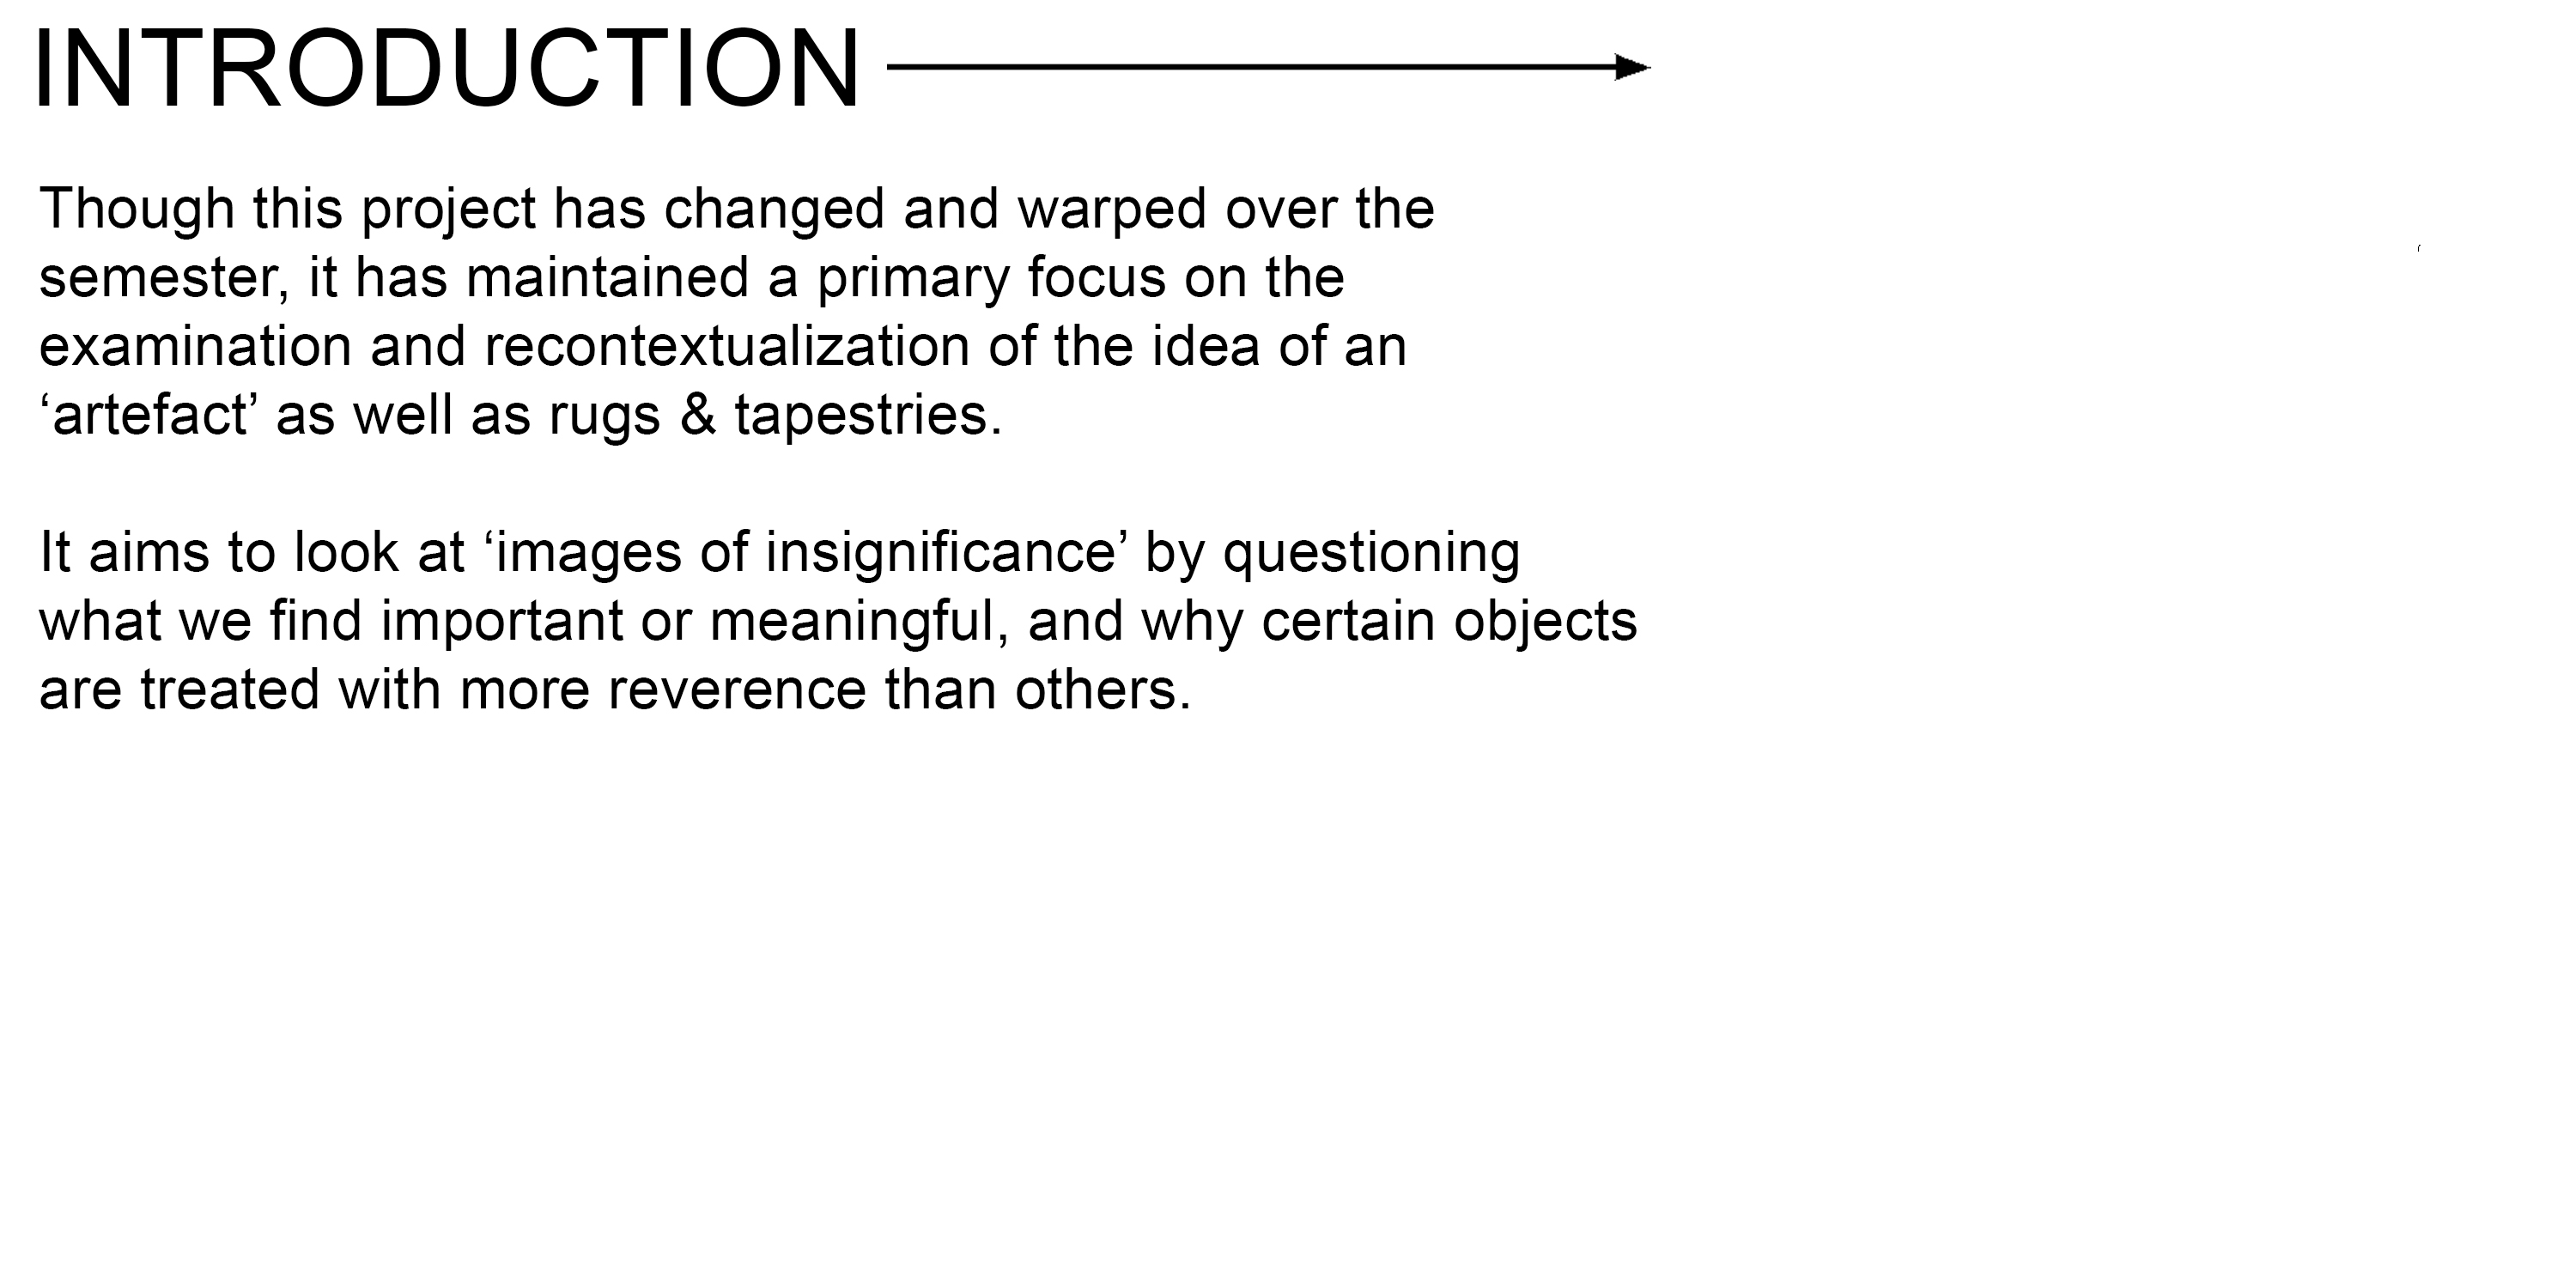 INTRODUCTION
Though this project has changed and warped over the
semester, it has maintained a primary focus on the
examination and recontextualization of the idea of an
‘artefact’ as well as rugs & tapestries.
It aims to look at ‘images of insignificance’ by questioning
what we find important or meaningful, and why certain objects
are treated with more reverence than others.